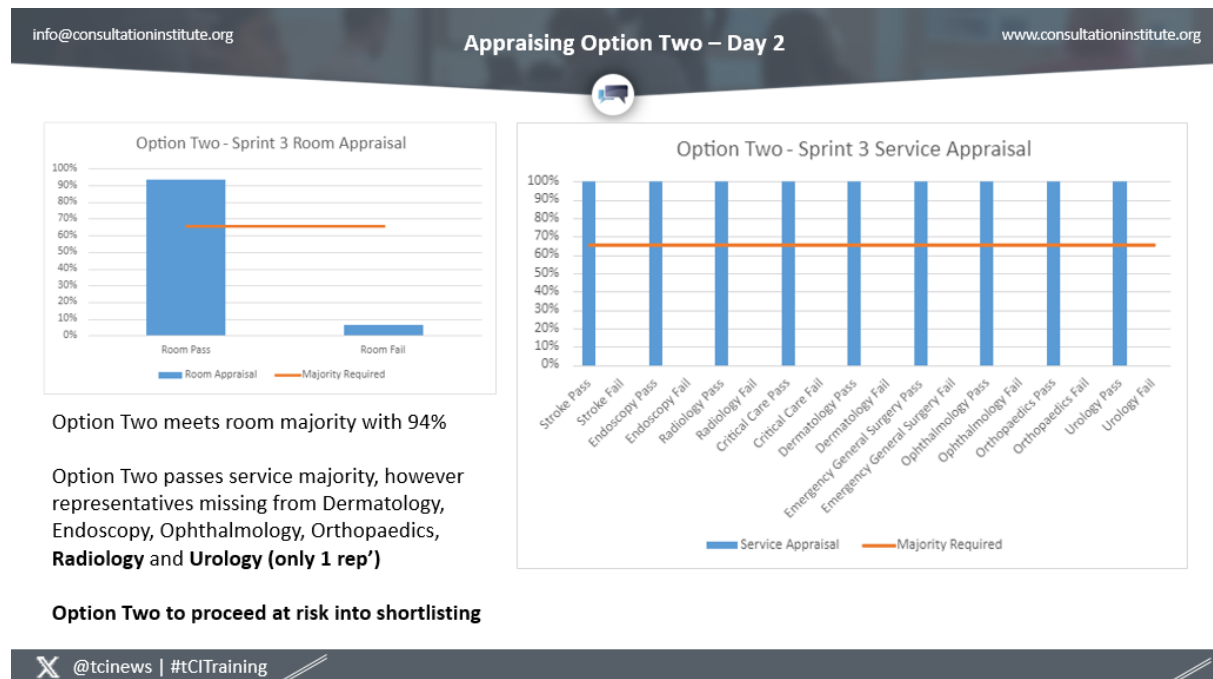 info@consultationinstitute.org
Appraising Option Two – Day 2
www.consultationinstitute.org
Option Two - Sprint 3 Room Appraisal
100%
90%
80%
70%
60%
50%
40%
30%
20%
10%
0%
Room Pass
Room Fail
Room Appraisal
Majority Required
Option Two meets room majority with 94%
Option Two passes service majority, however
representatives missing from Dermatology,
Endoscopy, Ophthalmology, Orthopaedics,
Radiology and Urology (only 1 rep’)
Option Two to proceed at risk into shortlisting
Option Two - Sprint 3 Service Appraisal
100%
90%
80%
70%
60%
50%
40%
30%
20%
10%
0%
Stroke Pass
Stroke Fail
Endoscopy Pass
Endoscopy Fail
Radiology Pass
Radiology Fail
Critical Care Pass
Critical Care Fail
Dermatology Pass
Dermatology Fail
Emergency General Surgery Pass
Emergency General Surgery Fail
Ophthalmology Pass
Ophthalmology Fail
Orthopaedics Pass
Orthopaedics Fail
Urology Pass
Urology Fail
Service Appraisal
Majority Required
@tcinews | #tCITraining